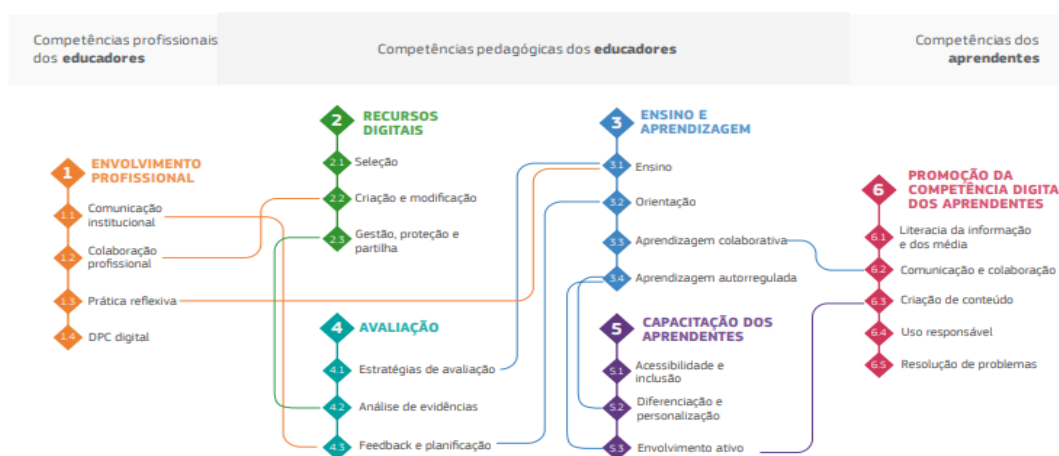 Competências profissionais
dos educadores
Competências pedagógicas dos educadores
Competências dos
aprendentes
1
ENVOLVIMENTO
PROFISSIONAL
1.1
Comunicação
institucional
1.2
Colaboração
profissional
1.3
Prática reflexiva
1.4
DPC digital
2
RECURSOS
DIGITAIS
2.1
Seleção
2.2
Criação e modificação
2.3
Gestão, proteção e
partilha
3
ENSINO E
APRENDIZAGEM
3.1
Ensino
3.2
Orientação
3.3
Aprendizagem colaborativa
3.4
Aprendizagem autorregulada
4
AVALIAÇÃO
4.1
Estratégias de avaliação
4.2
Análise de evidências
4.3
Feedback e planificação
5
CAPACITAÇÃO DOS
APRENDENTES
5.1
Acessibilidade e
inclusão
5.2
Diferenciação e
personalização
5.3
Envolvimento ativo
6
PROMOÇÃO DA
COMPETÊNCIA DIGITA
DOS APRENDENTES
6.1
Literacia da informação
e dos média
6.2
Comunicação e colaboração
6.3
Criação de conteúdo
6.4
Uso responsável
6.5
Resolução de problemas